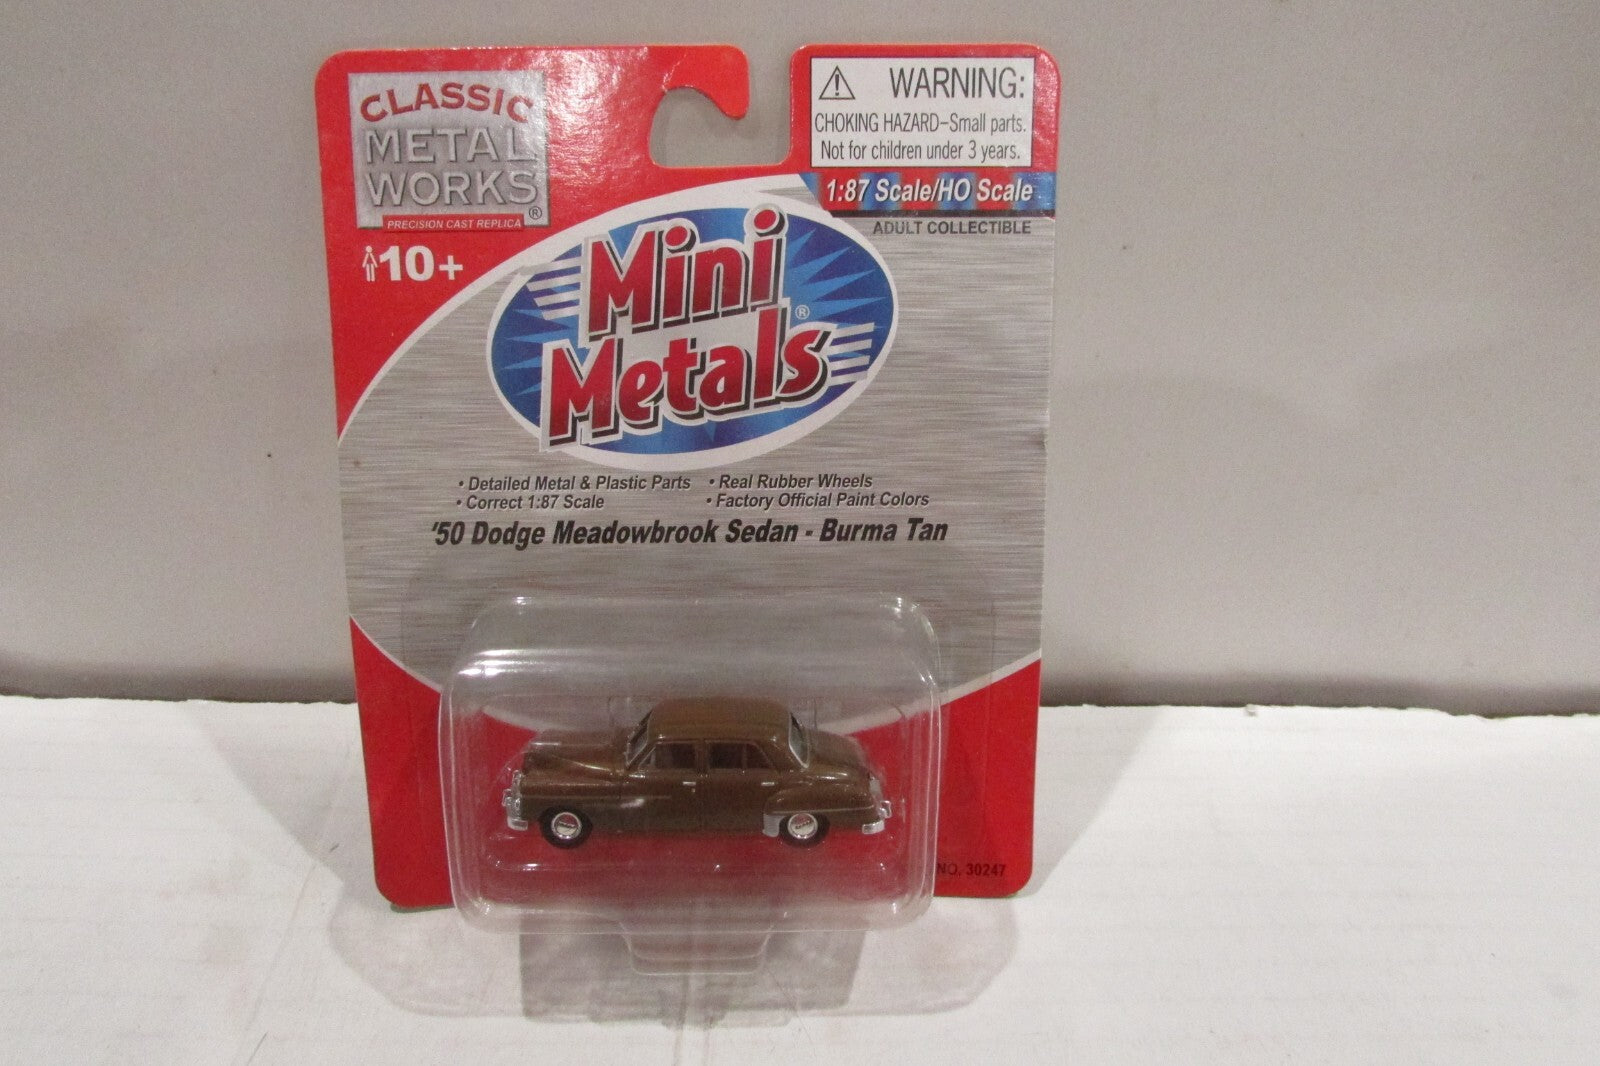 CLASSIC
METAL
WORKS®
PRECISION CAST REPLICA
10+
WARNING:
CHOKING HAZARD–Small parts.
Not for children under 3 years.
1:87 Scale/HO Scale
ADULT COLLECTIBLE
Mini
Metals®
• Detailed Metal & Plastic Parts • Real Rubber Wheels
• Correct 1:87 Scale • Factory Official Paint Colors
'50 Dodge Meadowbrook Sedan - Burma Tan
NO. 30247